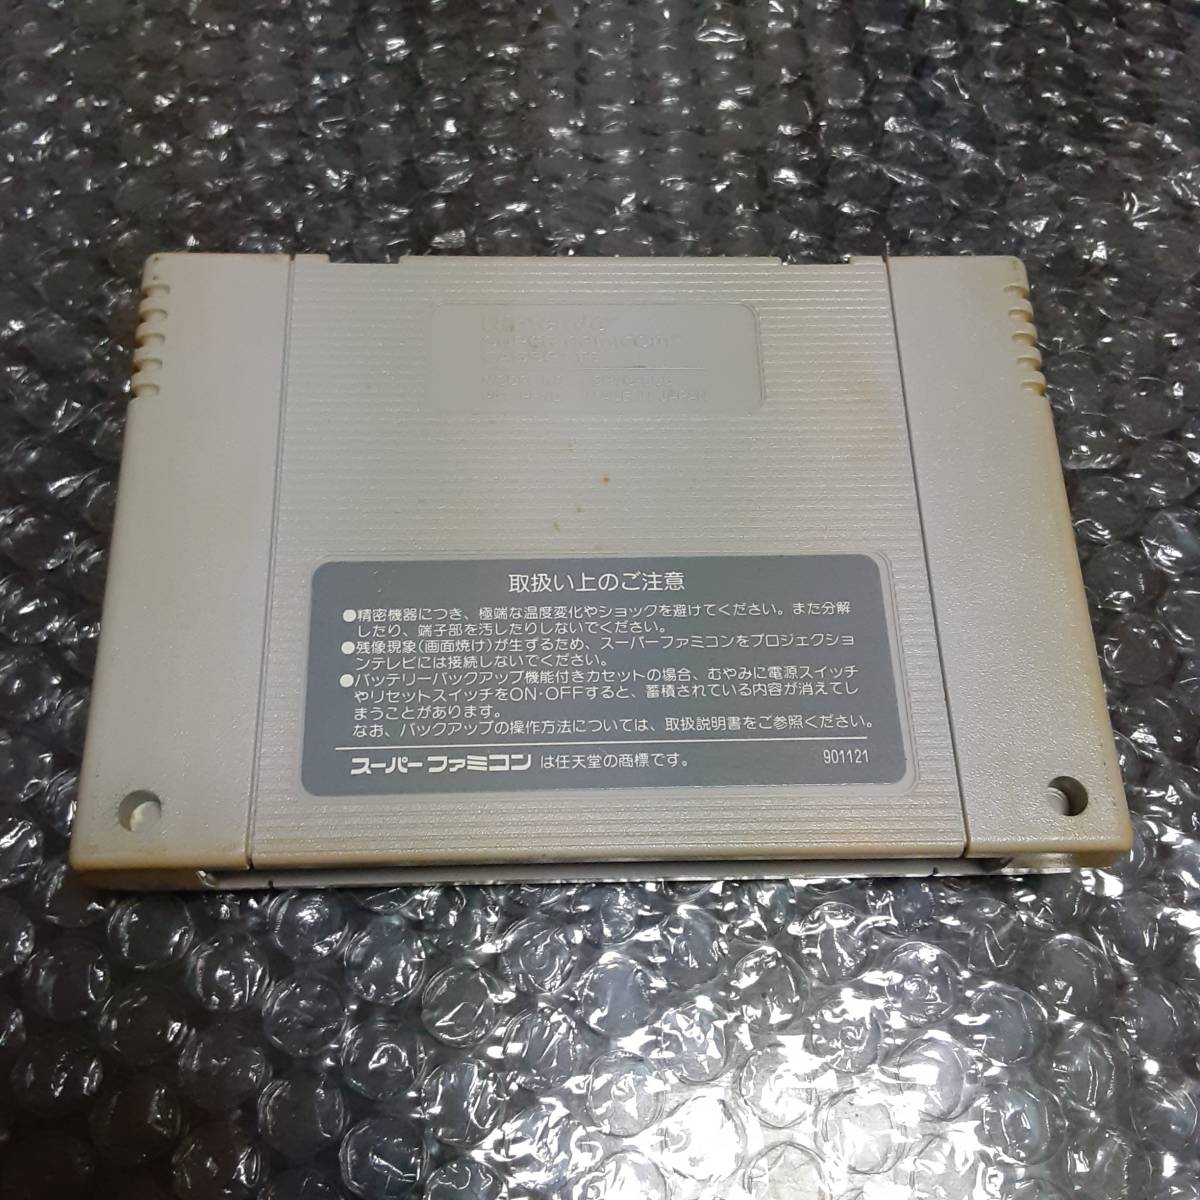 取扱い上のご注意
●精密機器につき、極端な温度変化やショックを避けてください。また分解
したり、端子部を汚したりしないでください。
●残像現象(画面焼け)が生ずるため、スーパーファミコンをプロジェクショ
ンテレビには接続しないでください。
●バッテリーバックアップ機能付きカセットの場合、むやみに電源スイッチ
やリセットスイッチをON・OFFすると、蓄積されている内容が消えてし
まうことがあります。
なお、バックアップの操作方法については、取扱説明書をご参照ください。
スーパーファミコン は任天堂の商標です。
901121